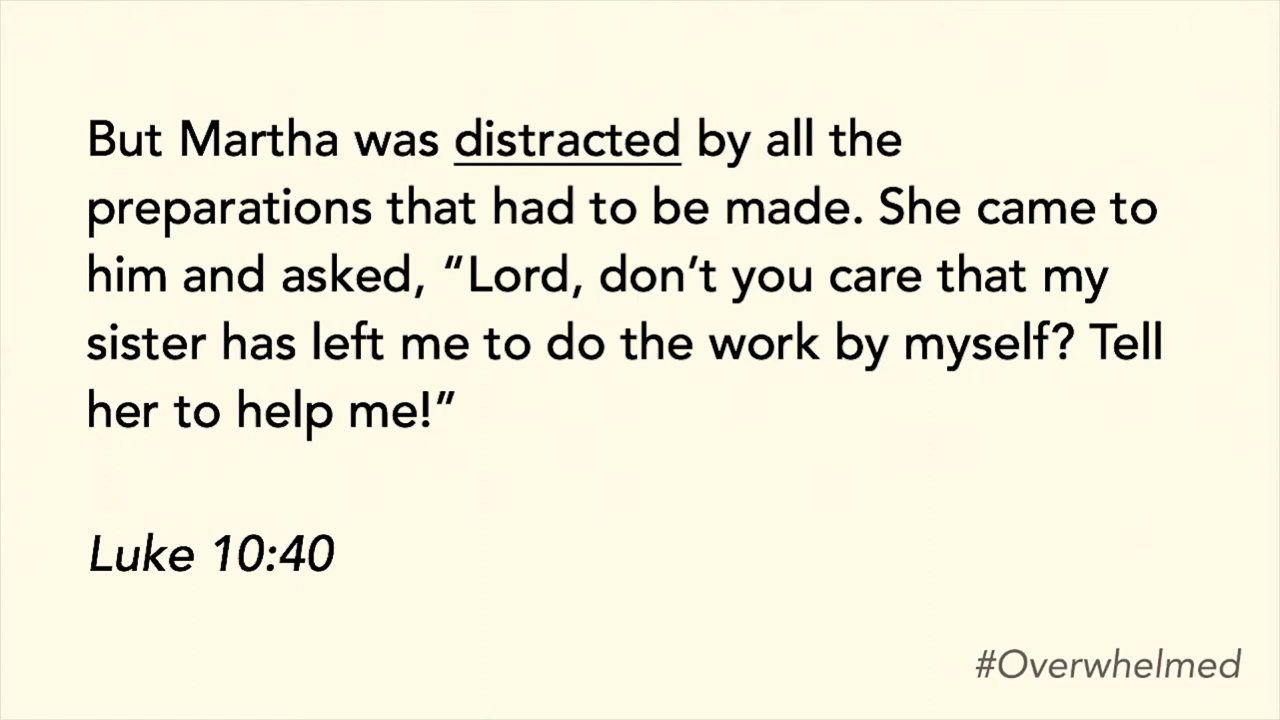 But Martha was distracted by all the
preparations that had to be made. She came to
him and asked, “Lord, don’t you care that my
sister has left me to do the work by myself? Tell
her to help me!”
Luke 10:40
#Overwhelmed